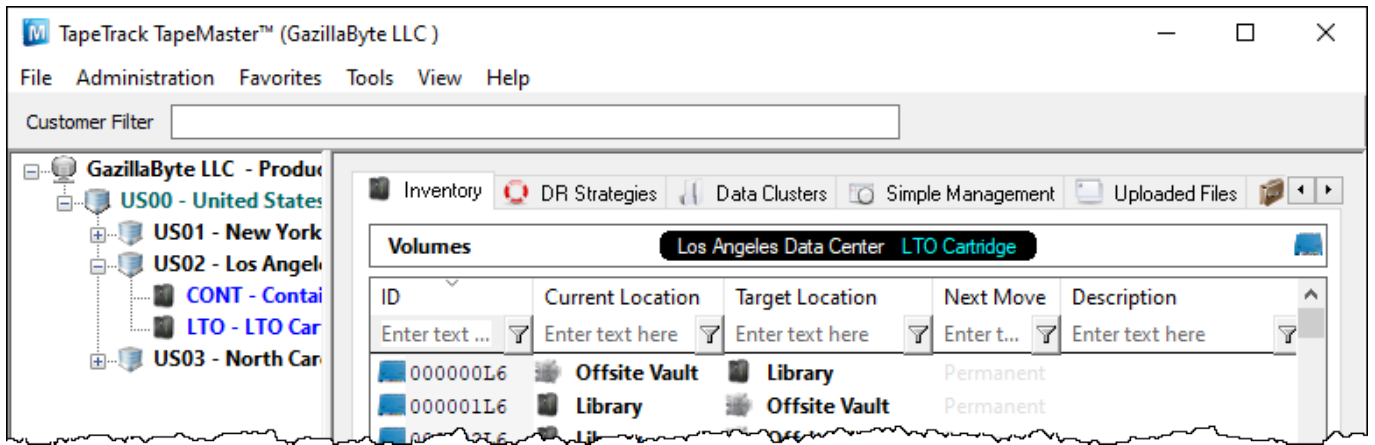 TapeTrack TapeMaster™ (GazillaByte LLC )
File Administration Favorites Tools View Help
Customer Filter
GazillaByte LLC - Produc
US00 - United States
US01 - New York
US02 - Los Angele
CONT - Contai
LTO - LTO Car
US03 - North Car
Inventory DR Strategies Data Clusters Simple Management Uploaded Files
Volumes Los Angeles Data Center LTO Cartridge
ID Current Location Target Location Next Move Description
Enter text ... Enter text here Enter text here Enter t... Enter text here
000000L6 Offsite Vault Library Permanent
000001L6 Library Offsite Vault Permanent